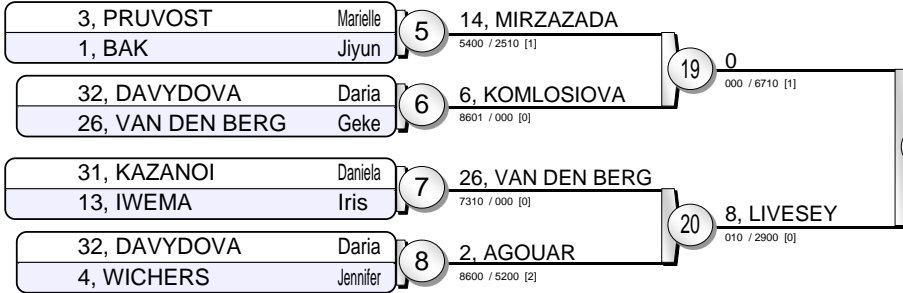 3, PRUVOST Marielle
1, BAK Jiyun
5
14, MIRZAZADA
5400 / 2510 [1]
19
0
000 / 6710 [1]
32, DAVYDOVA Daria
26, VAN DEN BERG Geke
6
6, KOMLOSIOVA
8601 / 000 [0]
31, KAZANOI Daniela
13, IWEMA Iris
7
26, VAN DEN BERG
7310 / 000 [0]
20
8, LIVESEY
010 / 2900 [0]
32, DAVYDOVA Daria
4, WICHERS Jennifer
8
2, AGOUAR
8600 / 5200 [2]